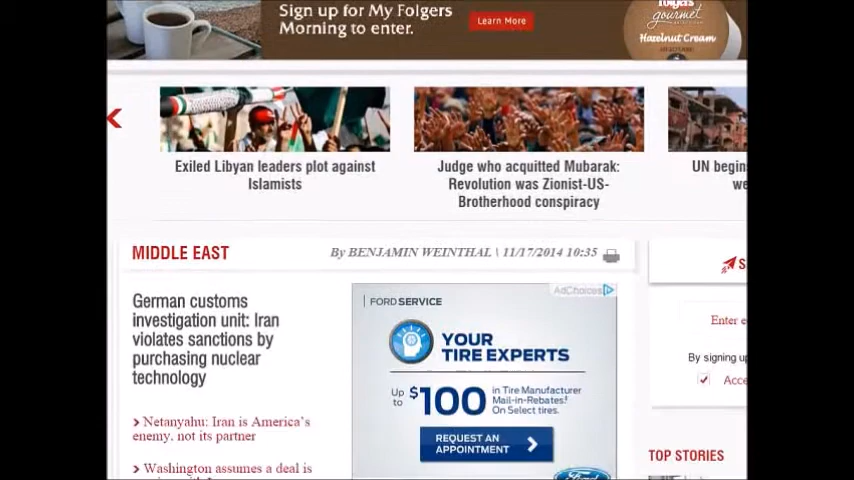 Sign up for My Folgers
Morning to enter.
Learn More
Folgers
gourmet
Hazelnut Cream
Exiled Libyan leaders plot against
Islamists
Judge who acquitted Mubarak:
Revolution was Zionist-US-
Brotherhood conspiracy
UN begin
we
MIDDLE EAST
By BENJAMIN WEINTHAL \ 11/17/2014 10:35
German customs
investigation unit: Iran
violates sanctions by
purchasing nuclear
technology
Netanyahu: Iran is America's
enemy, not its partner
Washington assumes a deal is
AdChoices
FORD SERVICE
YOUR
TIRE EXPERTS
Up to $100 in Tire Manufacturer
Mail-in-Rebates.‡
On Select tires.
REQUEST AN
APPOINTMENT
Ford
S
Enter e
By signing up
Acce
TOP STORIES